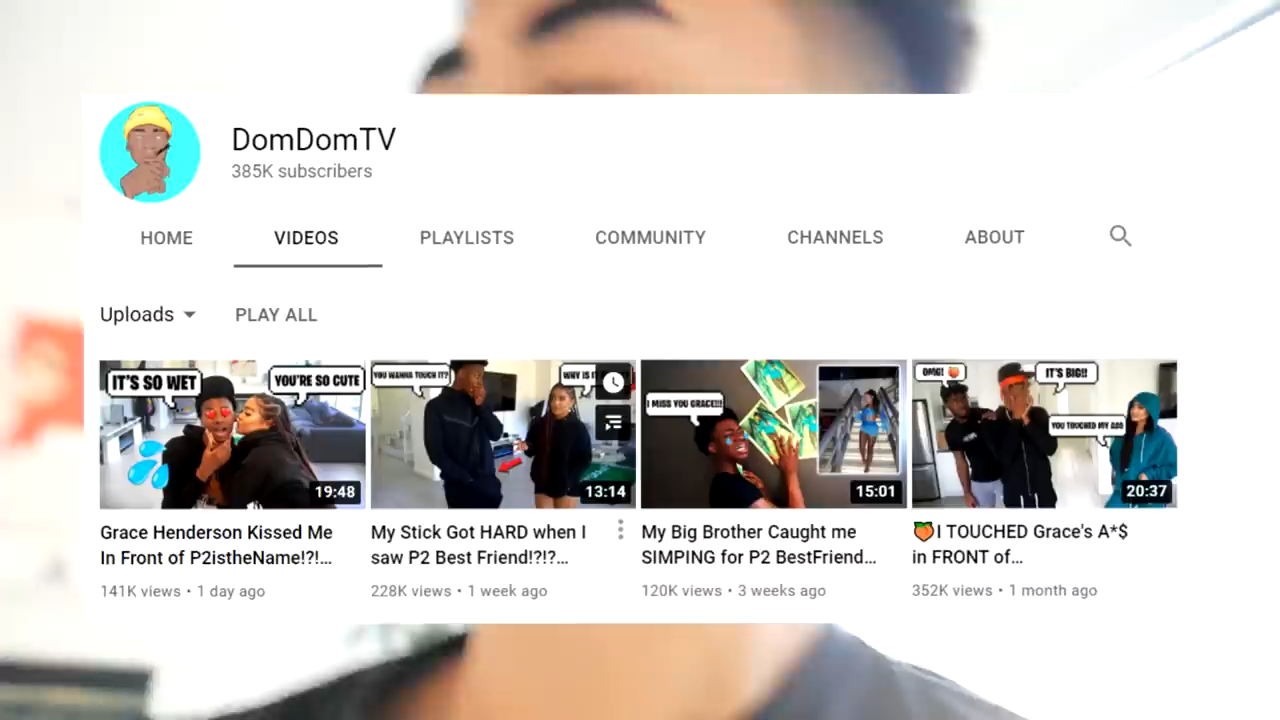 DomDomTV
385K subscribers
HOME VIDEOS PLAYLISTS COMMUNITY CHANNELS ABOUT
Uploads PLAY ALL
IT'S SO WET
YOU'RE SO CUTE
19:48
YOU WANNA TOUCH IT?
WHY IS
13:14
I MISS YOU GRACE!!!
15:01
OMG! 🍑
IT'S BIG!!
YOU TOUCHED MY ASS
20:37
Grace Henderson Kissed Me
In Front of P2istheName!?!...
141K views • 1 day ago
My Stick Got HARD when I
saw P2 Best Friend!?!?...
228K views • 1 week ago
My Big Brother Caught me
SIMPING for P2 BestFriend...
120K views • 3 weeks ago
🍑I TOUCHED Grace's A*$
in FRONT of...
352K views • 1 month ago